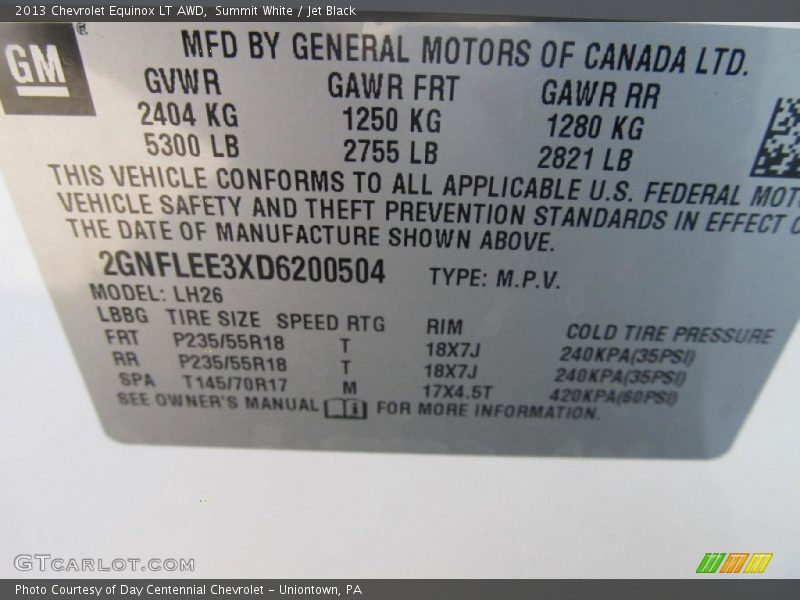 2013 Chevrolet Equinox LT AWD, Summit White / Jet Black
GM
MFD BY GENERAL MOTORS OF CANADA LTD.
GVWR GAWR FRT GAWR RR
2404 KG 1250 KG 1280 KG
5300 LB 2755 LB 2821 LB
THIS VEHICLE CONFORMS TO ALL APPLICABLE U.S. FEDERAL MOT
VEHICLE SAFETY AND THEFT PREVENTION STANDARDS IN EFFECT O
THE DATE OF MANUFACTURE SHOWN ABOVE.
2GNFLEE3XD6200504 TYPE: M.P.V.
MODEL: LH26
LBBG TIRE SIZE SPEED RTG RIM COLD TIRE PRESSURE
FRT P235/55R18 T 18X7J 240KPA(35PSI)
RR P235/55R18 T 18X7J 240KPA(35PSI)
SPA T145/70R17 M 17X4.5T 420KPA(60PSI)
SEE OWNER'S MANUAL FOR MORE INFORMATION.
GTCARLOT.COM
Photo Courtesy of Day Centennial Chevrolet - Uniontown, PA